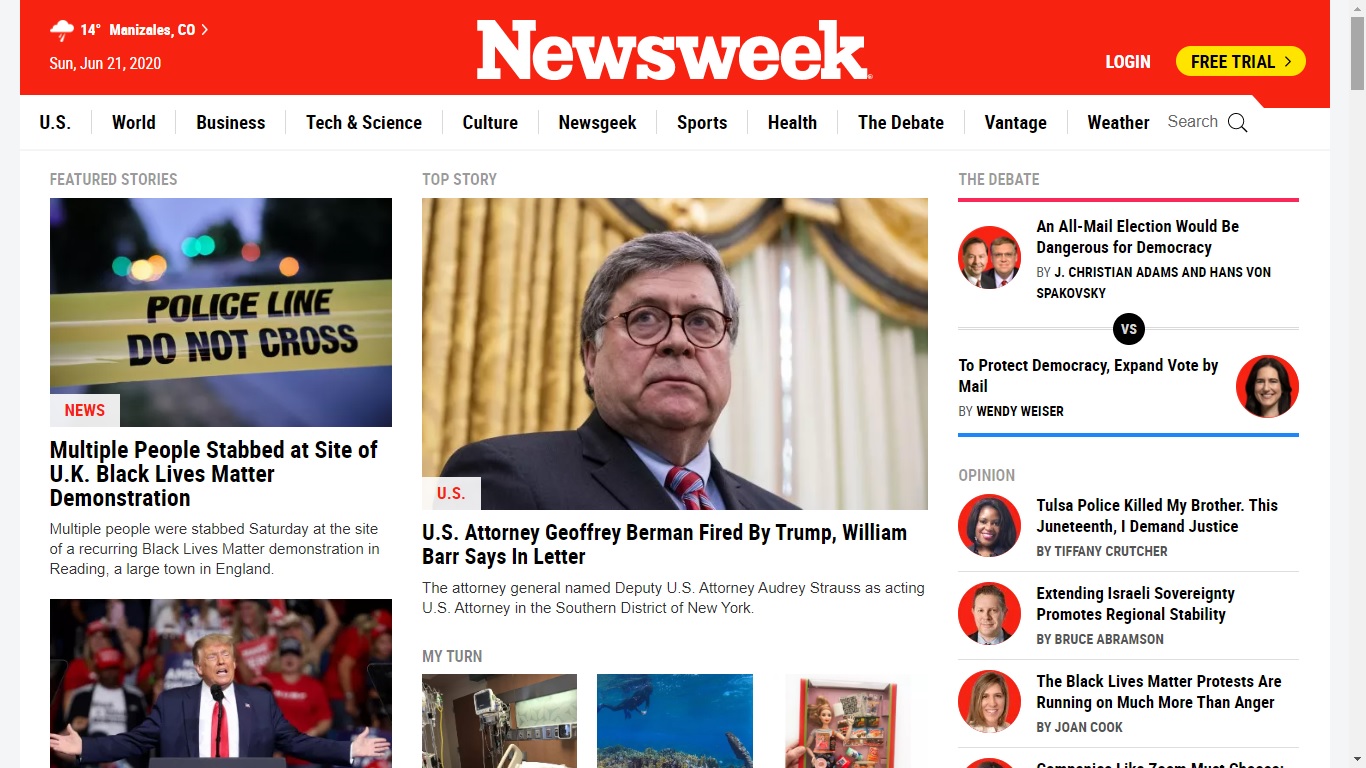 14° Manizales, CO
Sun, Jun 21, 2020
Newsweek
LOGIN
FREE TRIAL
U.S.
World
Business
Tech & Science
Culture
Newsgeek
Sports
Health
The Debate
Vantage
Weather
Search
FEATURED STORIES
POLICE LINE
DO NOT CROSS
NEWS
Multiple People Stabbed at Site of
U.K. Black Lives Matter
Demonstration
Multiple people were stabbed Saturday at the site
of a recurring Black Lives Matter demonstration in
Reading, a large town in England.
TOP STORY
U.S.
U.S. Attorney Geoffrey Berman Fired By Trump, William
Barr Says In Letter
The attorney general named Deputy U.S. Attorney Audrey Strauss as acting
U.S. Attorney in the Southern District of New York.
MY TURN
THE DEBATE
An All-Mail Election Would Be
Dangerous for Democracy
BY J. CHRISTIAN ADAMS AND HANS VON
SPAKOVSKY
VS
To Protect Democracy, Expand Vote by
Mail
BY WENDY WEISER
OPINION
Tulsa Police Killed My Brother. This
Juneteenth, I Demand Justice
BY TIFFANY CRUTCHER
Extending Israeli Sovereignty
Promotes Regional Stability
BY BRUCE ABRAMSON
The Black Lives Matter Protests Are
Running on Much More Than Anger
BY JOAN COOK
Companies Like Zoom Must Choose: